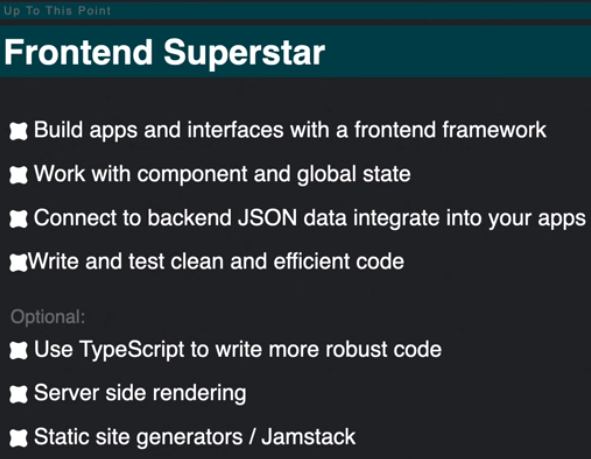 Up To This Point
Frontend Superstar
Build apps and interfaces with a frontend framework
Work with component and global state
Connect to backend JSON data integrate into your apps
Write and test clean and efficient code
Optional:
Use TypeScript to write more robust code
Server side rendering
Static site generators / Jamstack